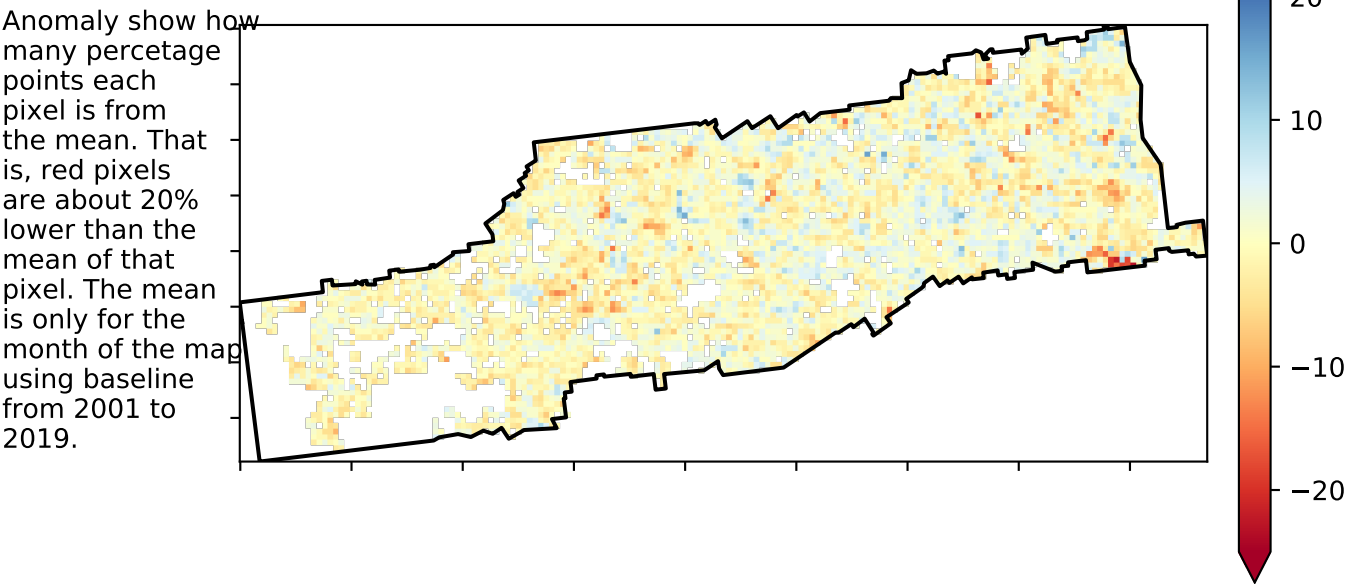 Anomaly show how
many percetage
points each
pixel is from
the mean. That
is, red pixels
are about 20%
lower than the
mean of that
pixel. The mean
is only for the
month of the map
using baseline
from 2001 to
2019.
20
10
0
−10
−20